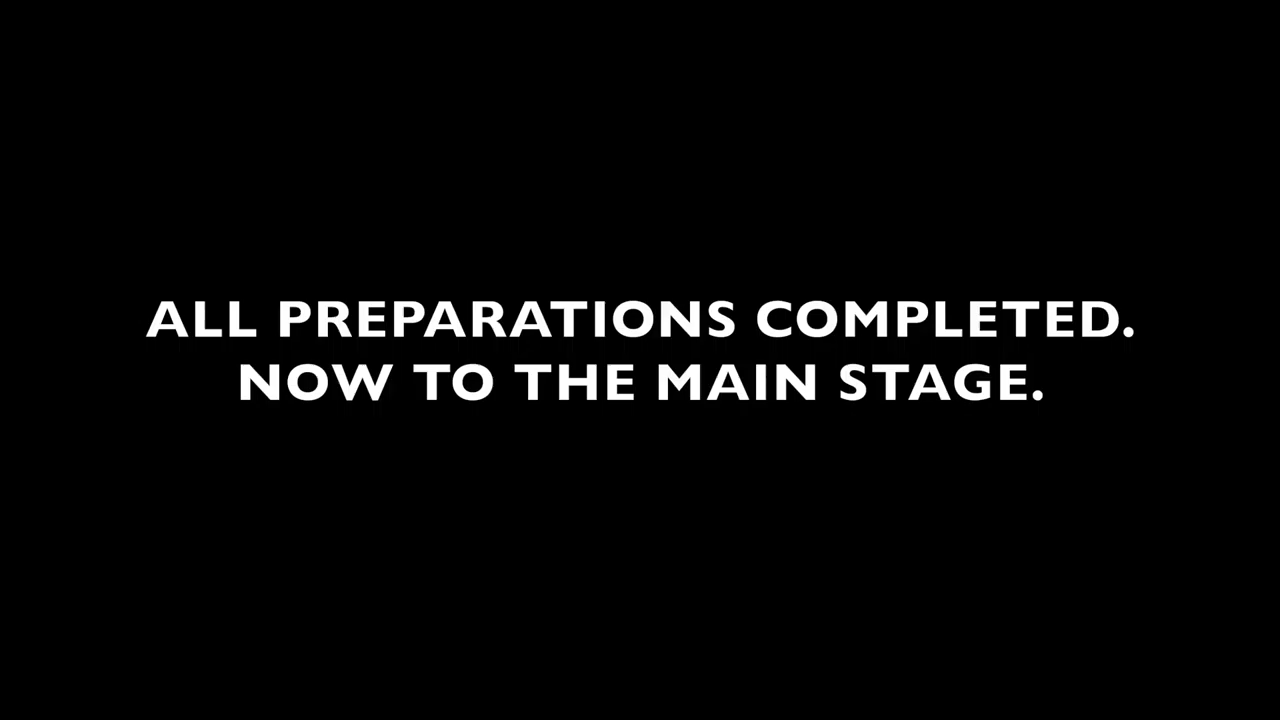 ALL PREPARATIONS COMPLETED.
NOW TO THE MAIN STAGE.